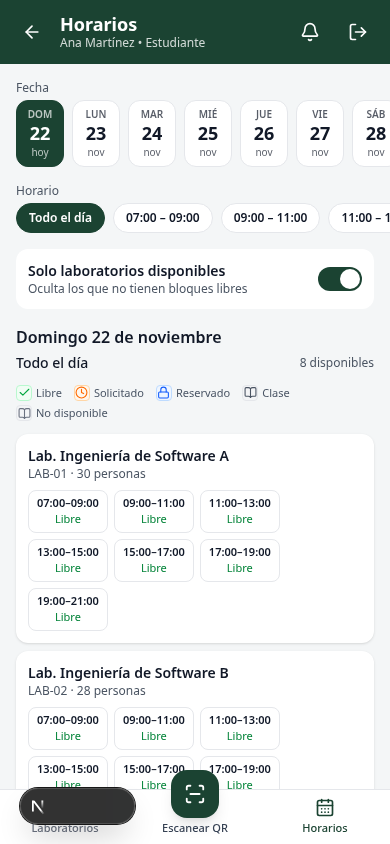 Horarios
Ana Martínez • Estudiante
Fecha
DOM LUN MAR MIÉ JUE VIE SÁB
22 23 24 25 26 27 28
hoy nov nov nov nov nov nov
Horario
Todo el día 07:00 – 09:00 09:00 – 11:00 11:00 – 1
Solo laboratorios disponibles
Oculta los que no tienen bloques libres
Domingo 22 de noviembre
Todo el día 8 disponibles
Libre Solicitado Reservado Clase
No disponible
Lab. Ingeniería de Software A
LAB-01 · 30 personas
07:00–09:00 09:00–11:00 11:00–13:00
Libre Libre Libre
13:00–15:00 15:00–17:00 17:00–19:00
Libre Libre Libre
19:00–21:00
Libre
Lab. Ingeniería de Software B
LAB-02 · 28 personas
07:00–09:00 09:00–11:00 11:00–13:00
Libre Libre Libre
13:00–15:00 15:00–17:00 17:00–19:00
Libre Libre Libre
N
Laboratorios Escanear QR Horarios